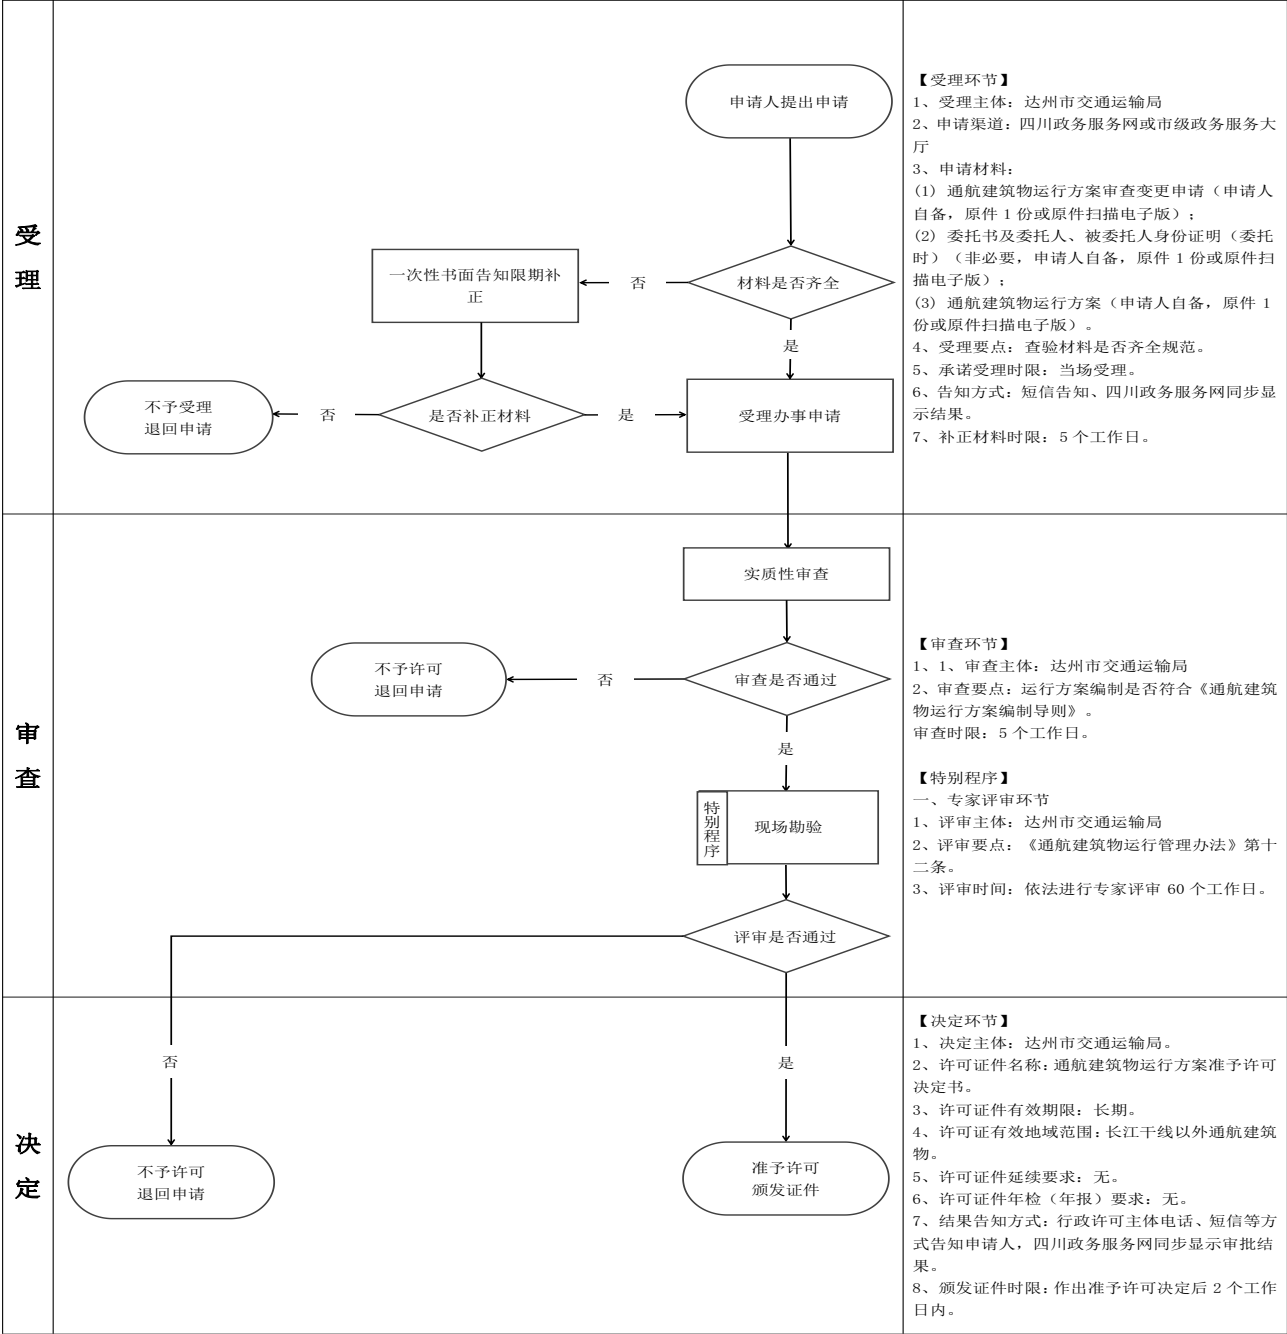 受
理
申请人提出申请
材料是否齐全
否
一次性书面告知限期补
正
是
是否补正材料
否
不予受理
退回申请
是
受理办事申请
【受理环节】
1、受理主体：达州市交通运输局
2、申请渠道：四川政务服务网或市级政务服务大
厅
3、申请材料：
(1) 通航建筑物运行方案审查变更申请（申请人
自备，原件 1 份或原件扫描电子版）；
(2) 委托书及委托人、被委托人身份证明（委托
时）（非必要，申请人自备，原件 1 份或原件扫
描电子版）；
(3) 通航建筑物运行方案（申请人自备，原件 1
份或原件扫描电子版）。
4、受理要点：查验材料是否齐全规范。
5、承诺受理时限：当场受理。
6、告知方式：短信告知、四川政务服务网同步显
示结果。
7、补正材料时限：5 个工作日。
审
查
实质性审查
审查是否通过
否
不予许可
退回申请
是
特别程序
现场勘验
评审是否通过
【审查环节】
1、1、审查主体：达州市交通运输局
2、审查要点：运行方案编制是否符合《通航建筑
物运行方案编制导则》。
审查时限：5 个工作日。
【特别程序】
一、专家评审环节
1、评审主体：达州市交通运输局
2、评审要点：《通航建筑物运行管理办法》第十
二条。
3、评审时间：依法进行专家评审 60 个工作日。
决
定
否
不予许可
退回申请
是
准予许可
颁发证件
【决定环节】
1、决定主体：达州市交通运输局。
2、许可证件名称：通航建筑物运行方案准予许可
决定书。
3、许可证件有效期限：长期。
4、许可证有效地域范围：长江干线以外通航建筑
物。
5、许可证件延续要求：无。
6、许可证件年检（年报）要求：无。
7、结果告知方式：行政许可主体电话、短信等方
式告知申请人，四川政务服务网同步显示审批结
果。
8、颁发证件时限：作出准予许可决定后 2 个工作
日内。